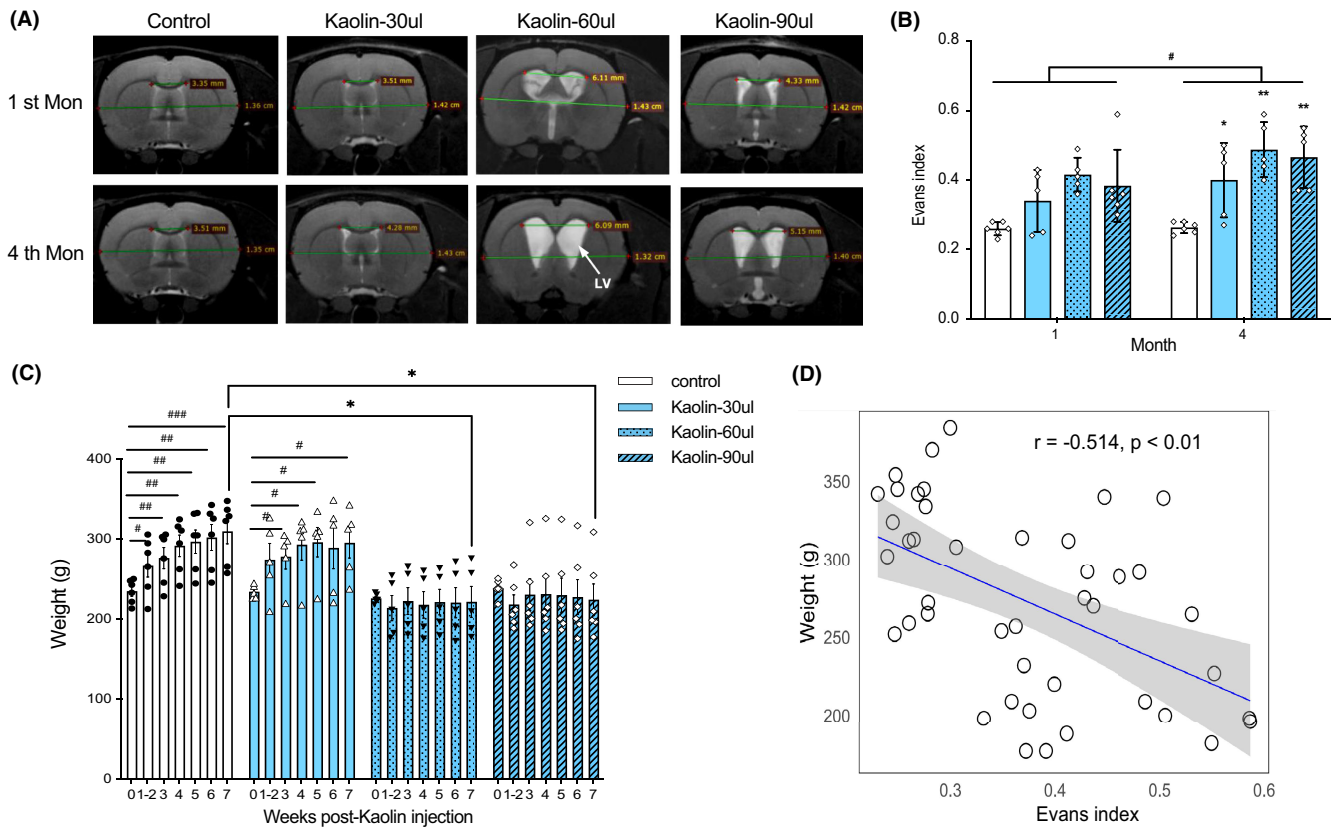 (A)
Control
Kaolin-30ul
Kaolin-60ul
Kaolin-90ul
1 st Mon
3.35 mm
1.36 cm
3.51 mm
1.42 cm
6.11 mm
1.43 cm
4.33 mm
1.42 cm
4 th Mon
3.51 mm
1.35 cm
4.28 mm
1.43 cm
6.09 mm
1.32 cm
LV
5.15 mm
1.40 cm
(B)
Evans index
0.8
0.6
0.4
0.2
0.0
#
*
**
**
1
4
Month
(C)
control
Kaolin-30ul
Kaolin-60ul
Kaolin-90ul
*
*
###
##
##
##
##
#
#
#
#
#
Weight (g)
400
300
200
100
0
0 1-2 3 4 5 6 7
0 1-2 3 4 5 6 7
0 1-2 3 4 5 6 7
0 1-2 3 4 5 6 7
Weeks post-Kaolin injection
(D)
r = -0.514, p < 0.01
Weight (g)
350
300
250
200
0.3
0.4
0.5
0.6
Evans index